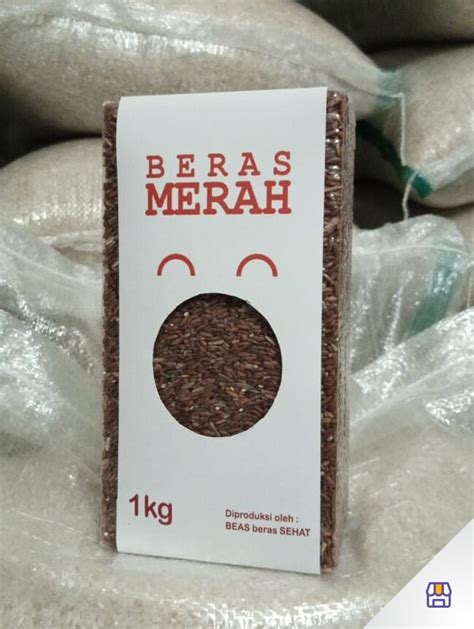 BERAS
MERAH
1kg
Diproduksi oleh :
BEAS beras SEHAT